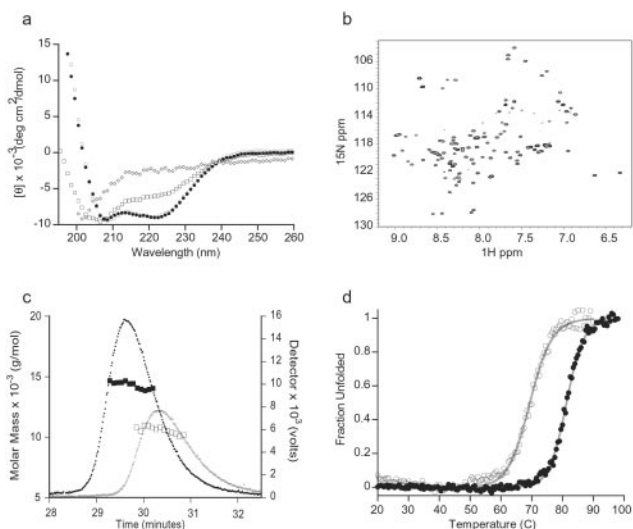 a
15
10
5
0
-5
-10
[θ] x 10⁻³(deg cm²/dmol)
200 210 220 230 240 250 260
Wavelength (nm)
b
106
110
114
118
122
126
130
15N ppm
9.0 8.5 8.0 7.5 7.0 6.5
1H ppm
c
20
15
10
5
Molar Mass x 10⁻³ (g/mol)
16
14
12
10
8
6
4
2
0
Detector x 10³ (volts)
28 29 30 31 32
Time (minutes)
d
1.0
0.8
0.6
0.4
0.2
0
Fraction Unfolded
20 30 40 50 60 70 80 90 100
Temperature (C)